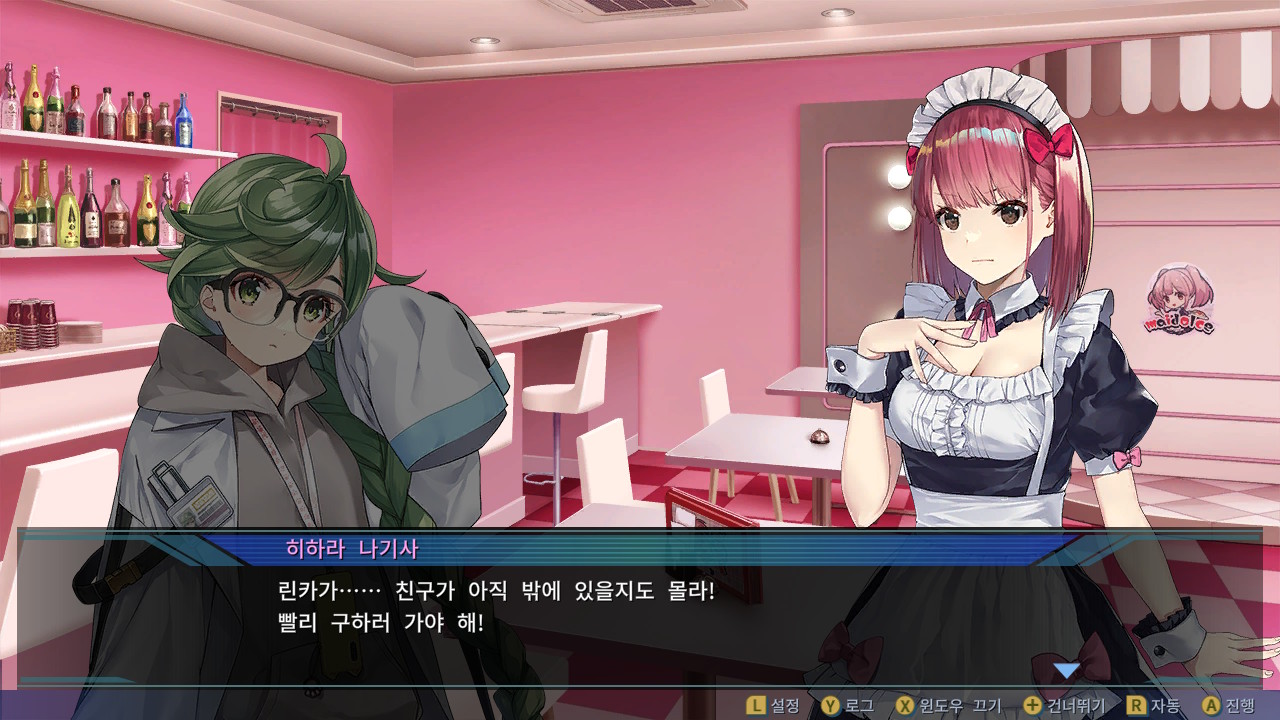 maidolce
히하라 나기사
린카가…… 친구가 아직 밖에 있을지도 몰라!
빨리 구하러 가야 해!
L 설정 Y 로그 X 윈도우 끄기 + 건너뛰기 R 자동 A 진행